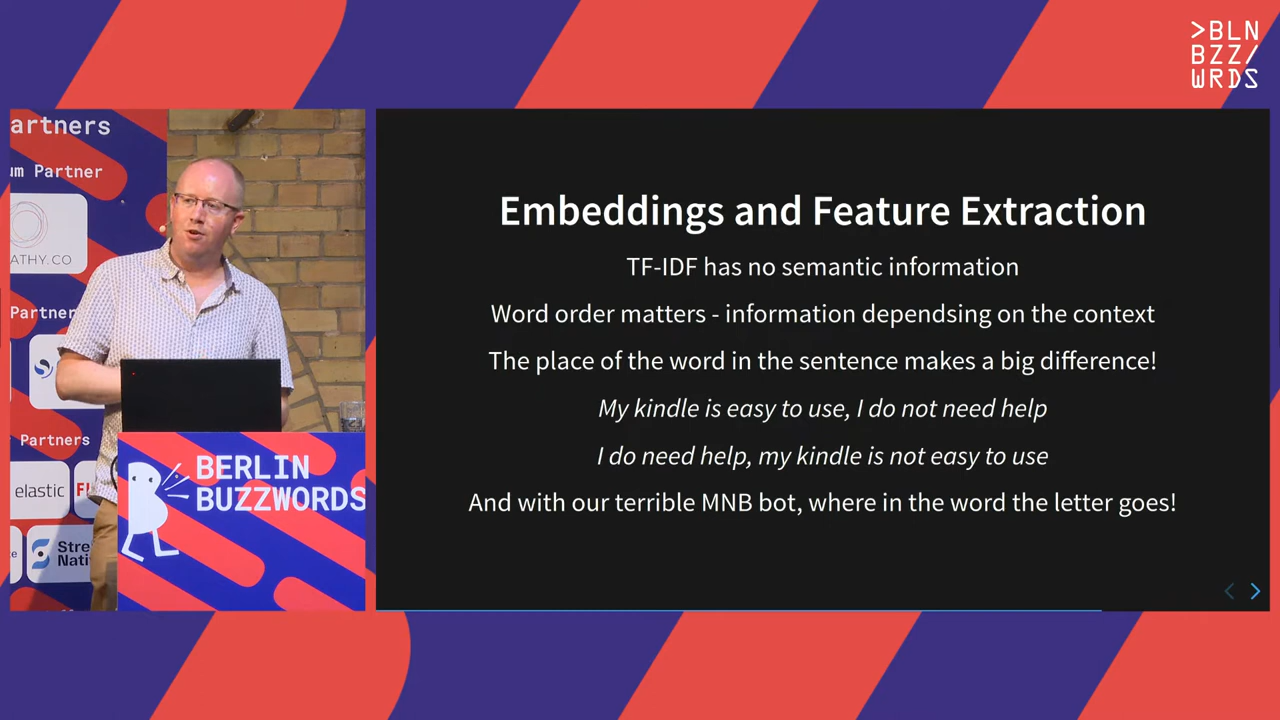 >BLN
BZZ/
WRDS
artners
um Partner
ATHY.CO
Partner
Partners
elastic
Stre
Nati
BERLIN
BUZZWORDS
Embeddings and Feature Extraction
TF-IDF has no semantic information
Word order matters - information dependsing on the context
The place of the word in the sentence makes a big difference!
My kindle is easy to use, I do not need help
I do need help, my kindle is not easy to use
And with our terrible MNB bot, where in the word the letter goes!